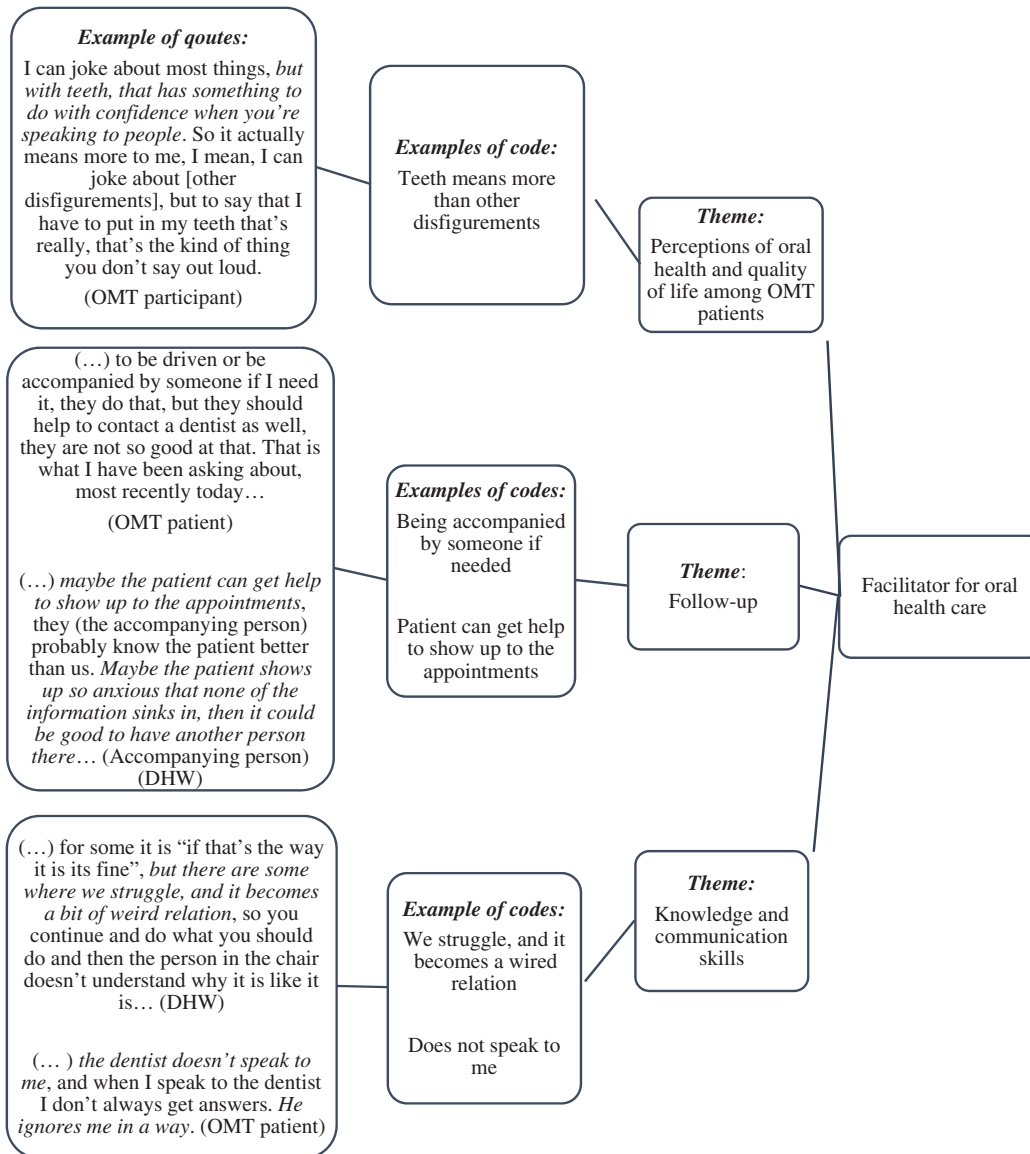 Example of qoutes:
I can joke about most things, but
with teeth, that has something to
do with confidence when you're
speaking to people. So it actually
means more to me, I mean, I can
joke about [other
disfigurements], but to say that I
have to put in my teeth that's
really, that's the kind of thing
you don't say out loud.
(OMT participant)
Examples of code:
Teeth means more
than other
disfigurements
Theme:
Perceptions of oral
health and quality
of life among OMT
patients
(…) to be driven or be
accompanied by someone if I need
it, they do that, but they should
help to contact a dentist as well,
they are not so good at that. That is
what I have been asking about,
most recently today…
(OMT patient)
(…) maybe the patient can get help
to show up to the appointments,
they (the accompanying person)
probably know the patient better
than us. Maybe the patient shows
up so anxious that none of the
information sinks in, then it could
be good to have another person
there… (Accompanying person)
(DHW)
Examples of codes:
Being accompanied
by someone if
needed
Patient can get help
to show up to the
appointments
Theme:
Follow-up
Facilitator for oral
health care
(…) for some it is “if that's the way
it is its fine”, but there are some
where we struggle, and it becomes
a bit of weird relation, so you
continue and do what you should
do and then the person in the chair
doesn't understand why it is like it
is… (DHW)
(… ) the dentist doesn't speak to
me, and when I speak to the dentist
I don't always get answers. He
ignores me in a way. (OMT patient)
Example of codes:
We struggle, and it
becomes a wired
relation
Does not speak to
me
Theme:
Knowledge and
communication
skills